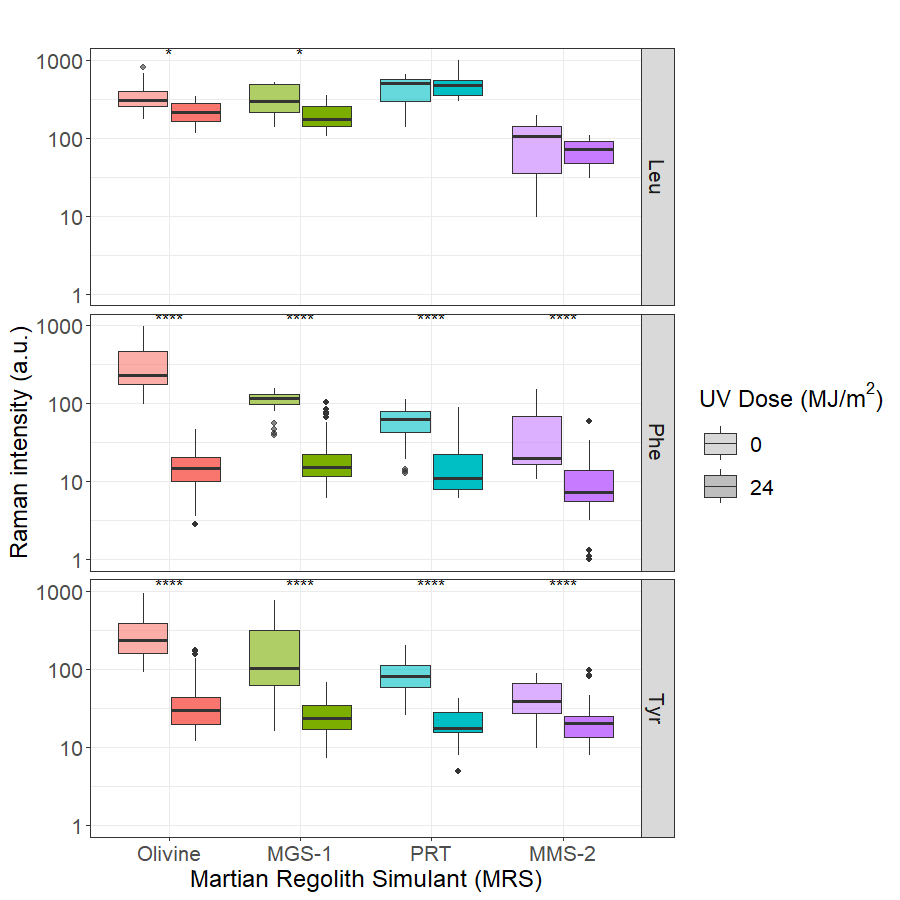 * *
1000
100
10
1
Leu
**** **** **** ****
1000
100
10
1
Phe
**** **** **** ****
1000
100
10
1
Tyr
Raman intensity (a.u.)
Olivine MGS-1 PRT MMS-2
Martian Regolith Simulant (MRS)
UV Dose (MJ/m²)
0
24